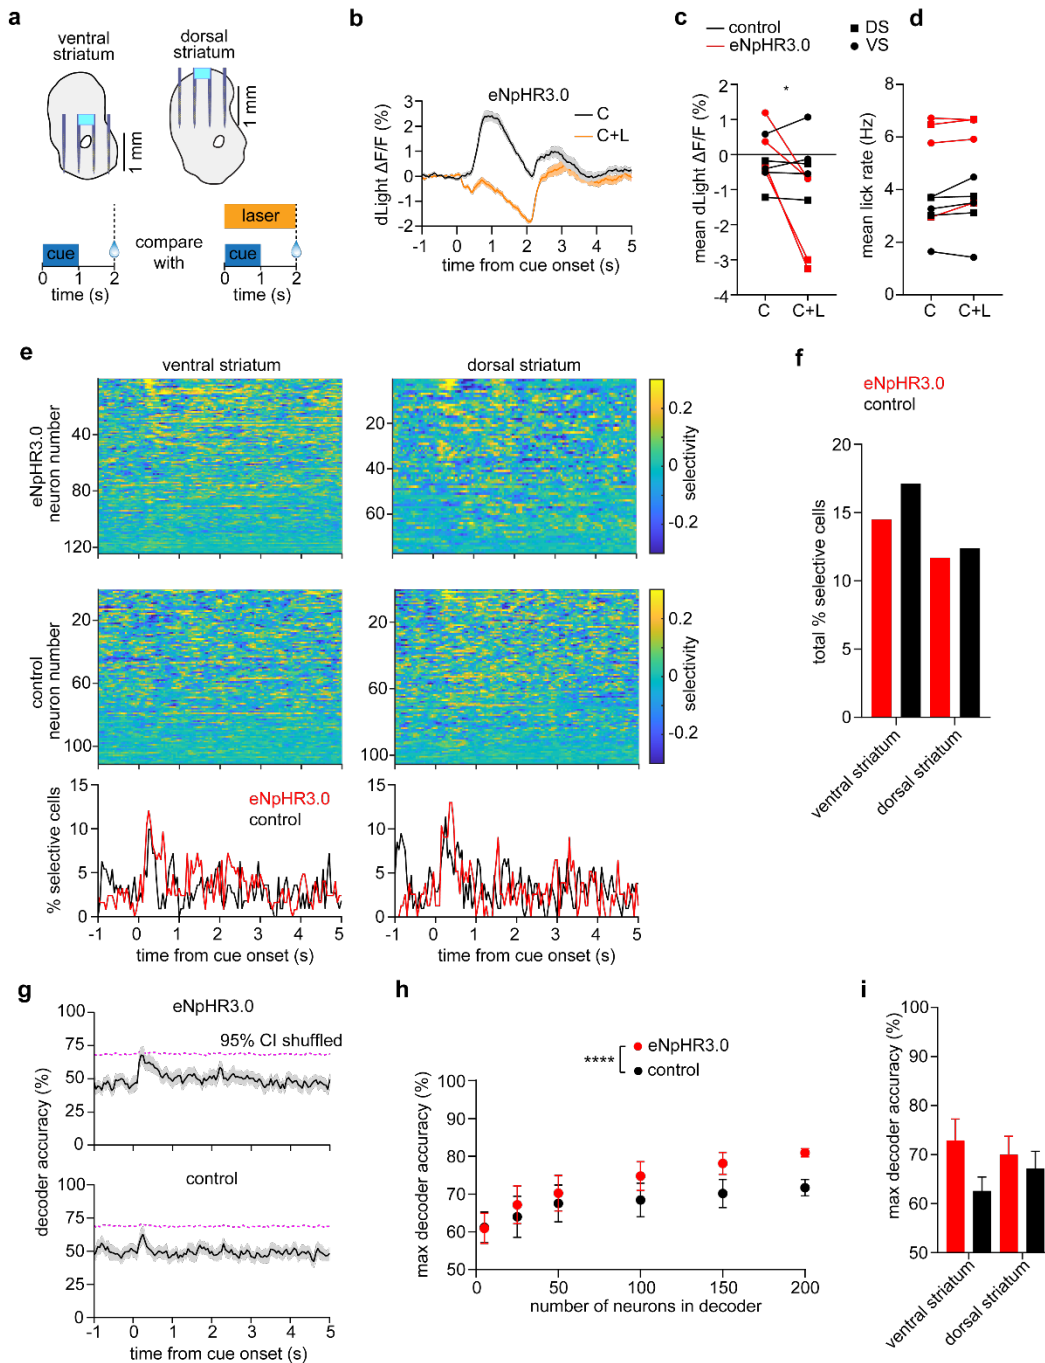 a
ventral
striatum
dorsal
striatum
1 mm
1 mm
laser
cue
compare
with
cue
0 1 2
time (s)
0 1 2
time (s)
b
eNpHR3.0
C
C+L
dLight ΔF/F (%)
3
2
1
0
-1
-2
-1 0 1 2 3 4 5
time from cue onset (s)
c
control
eNpHR3.0
mean dLight ΔF/F (%)
2
1
0
-1
-2
-3
-4
*
C C+L
d
DS
VS
mean lick rate (Hz)
8
6
4
2
0
C C+L
e
ventral striatum
dorsal striatum
eNpHR3.0
neuron number
40
80
120
20
40
60
0.2
0
-0.2
selectivity
control
neuron number
20
60
100
20
60
100
0.2
0
-0.2
selectivity
% selective cells
15
10
5
0
eNpHR3.0
control
-1 0 1 2 3 4 5
time from cue onset (s)
15
10
5
0
-1 0 1 2 3 4 5
time from cue onset (s)
f
eNpHR3.0
control
total % selective cells
20
15
10
5
0
ventral striatum
dorsal striatum
g
eNpHR3.0
95% CI shuffled
decoder accuracy (%)
100
75
50
25
0
control
100
75
50
25
0
-1 0 1 2 3 4 5
time from cue onset (s)
h
**** eNpHR3.0
control
max decoder accuracy (%)
100
90
80
70
60
50
0 50 100 150 200
number of neurons in decoder
i
max decoder accuracy (%)
100
90
80
70
60
50
ventral striatum
dorsal striatum